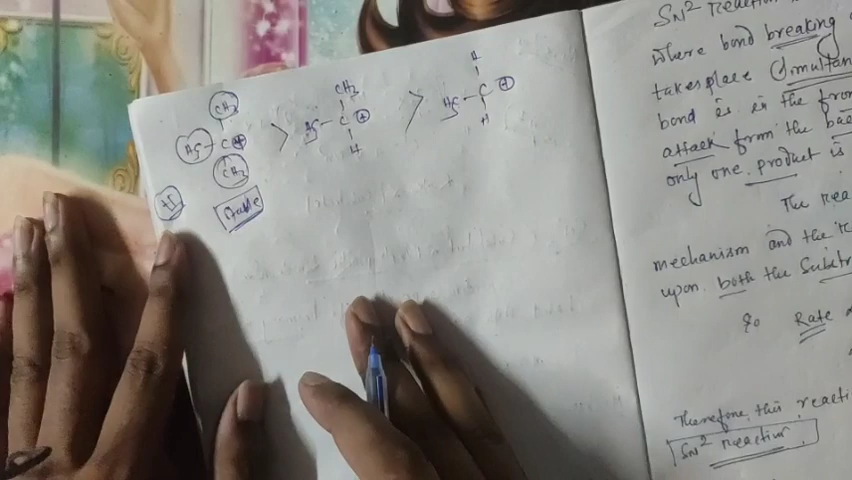 CH3
H3C - C ⊕
CH3
>
CH3
H3C - C ⊕
H
>
H
H3C - C ⊕
H
+I
Stable
SN2 reaction
where bond breaking
takes place simultan
bond is in the fron
attack from the bac
only one product is
The rea
mechanism and the
upon both the Substr
So Rate
Therefore, this reacti
SN2 reaction